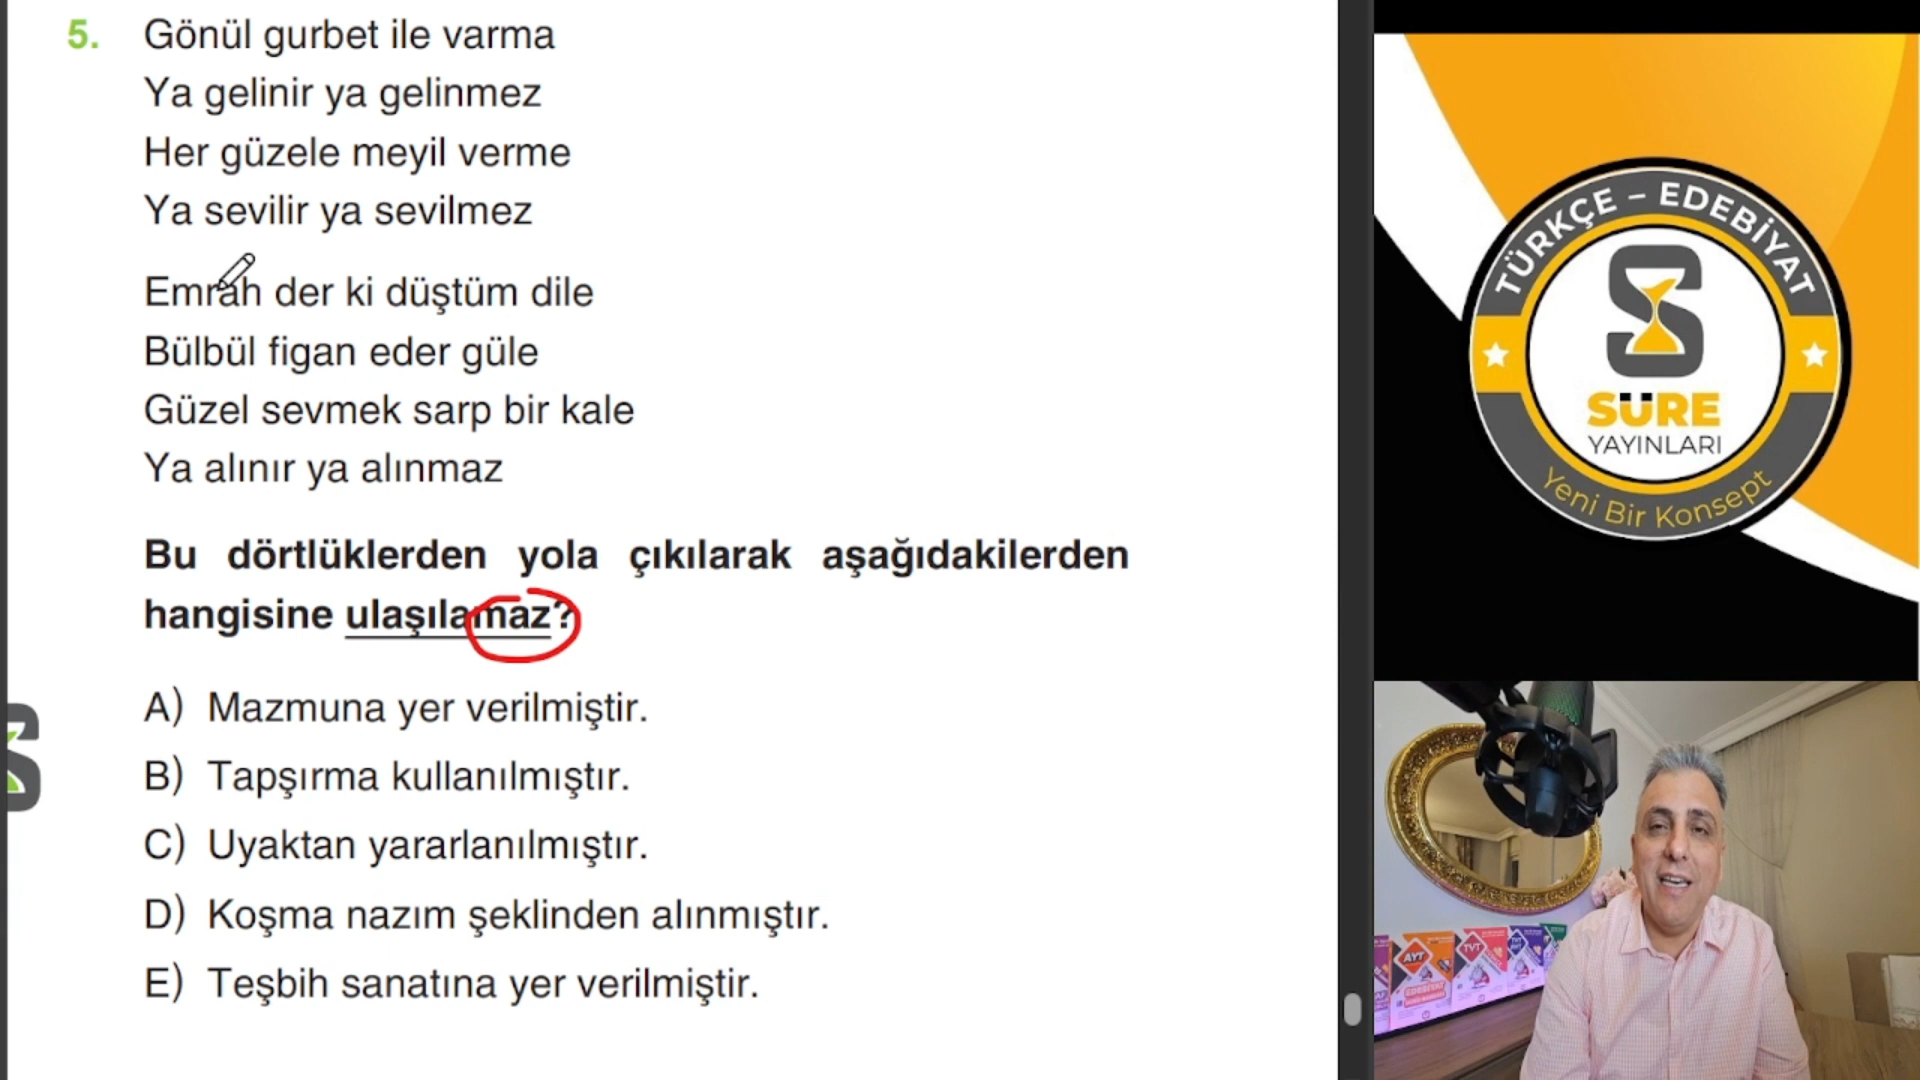 5. Gönül gurbet ile varma
Ya gelinir ya gelinmez
Her güzele meyil verme
Ya sevilir ya sevilmez
Emrah der ki düştüm dile
Bülbül figan eder güle
Güzel sevmek sarp bir kale
Ya alınır ya alınmaz
Bu dörtlüklerden yola çıkılarak aşağıdakilerden
hangisine ulaşılamaz?
A) Mazmuna yer verilmiştir.
B) Tapşırma kullanılmıştır.
C) Uyaktan yararlanılmıştır.
D) Koşma nazım şeklinden alınmıştır.
E) Teşbih sanatına yer verilmiştir.
TÜRKÇE – EDEBİYAT
S
SÜRE
YAYINLARI
Yeni Bir Konsept
AYT
TYT